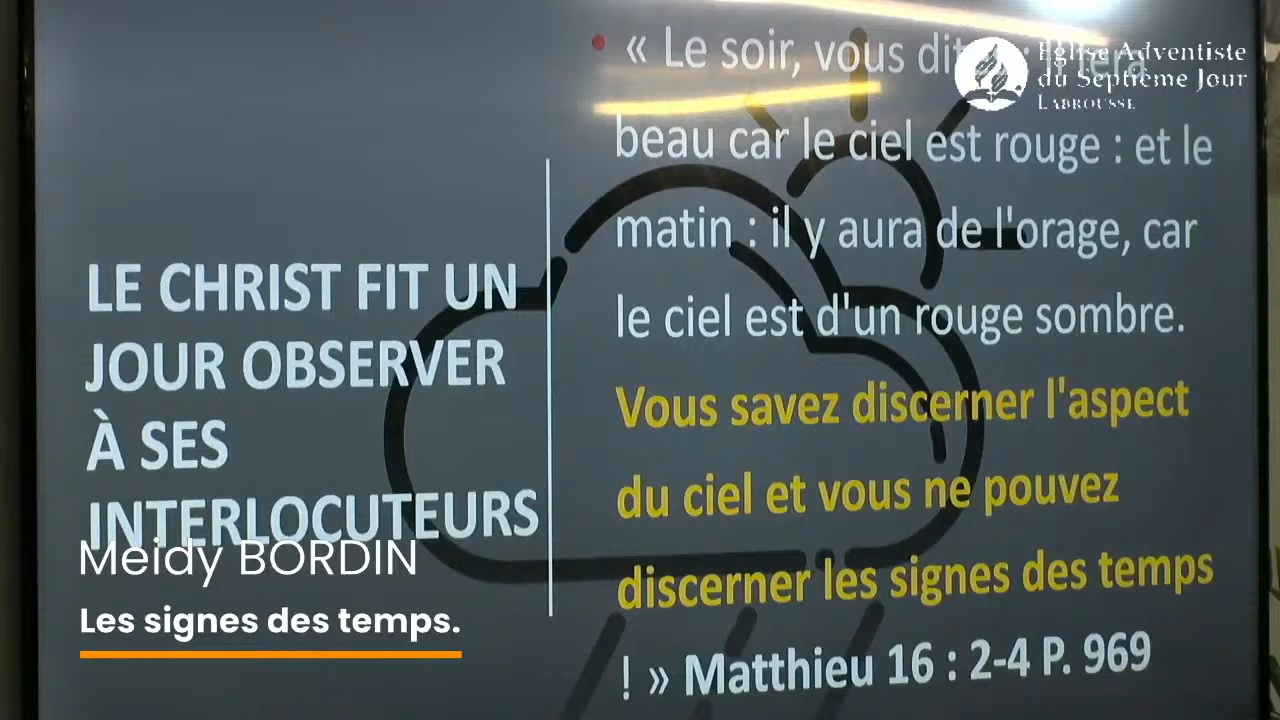 LE CHRIST FIT UN
JOUR OBSERVER
À SES
INTERLOCUTEURS
« Le soir, vous
beau car le ciel est rouge : et le
matin : il y aura de l'orage, car
le ciel est d'un rouge sombre.
Vous savez discerner l'aspect
du ciel et vous ne pouvez
discerner les signes des temps
! » Matthieu 16 : 2-4 P. 969
Eglise Adventiste
du Septième Jour
LABROUSSE
Meidy BORDIN
Les signes des temps.